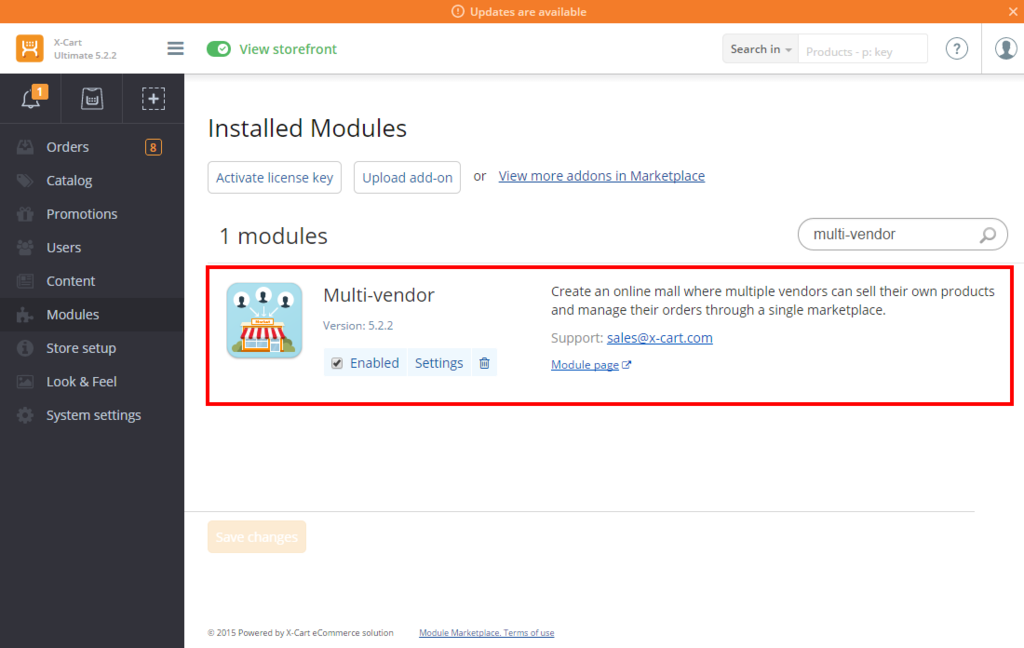 Updates are available
X-Cart
Ultimate 5.2.2
View storefront
Search in
Products - p: key
?
1
Orders
8
Catalog
Promotions
Users
Content
Modules
Store setup
Look & Feel
System settings
Installed Modules
Activate license key
Upload add-on
or
View more addons in Marketplace
1 modules
multi-vendor
Market
Multi-vendor
Version: 5.2.2
Enabled
Settings
Create an online mall where multiple vendors can sell their own products
and manage their orders through a single marketplace.
Support: sales@x-cart.com
Module page
Save changes
© 2015 Powered by X-Cart eCommerce solution
Module Marketplace. Terms of use